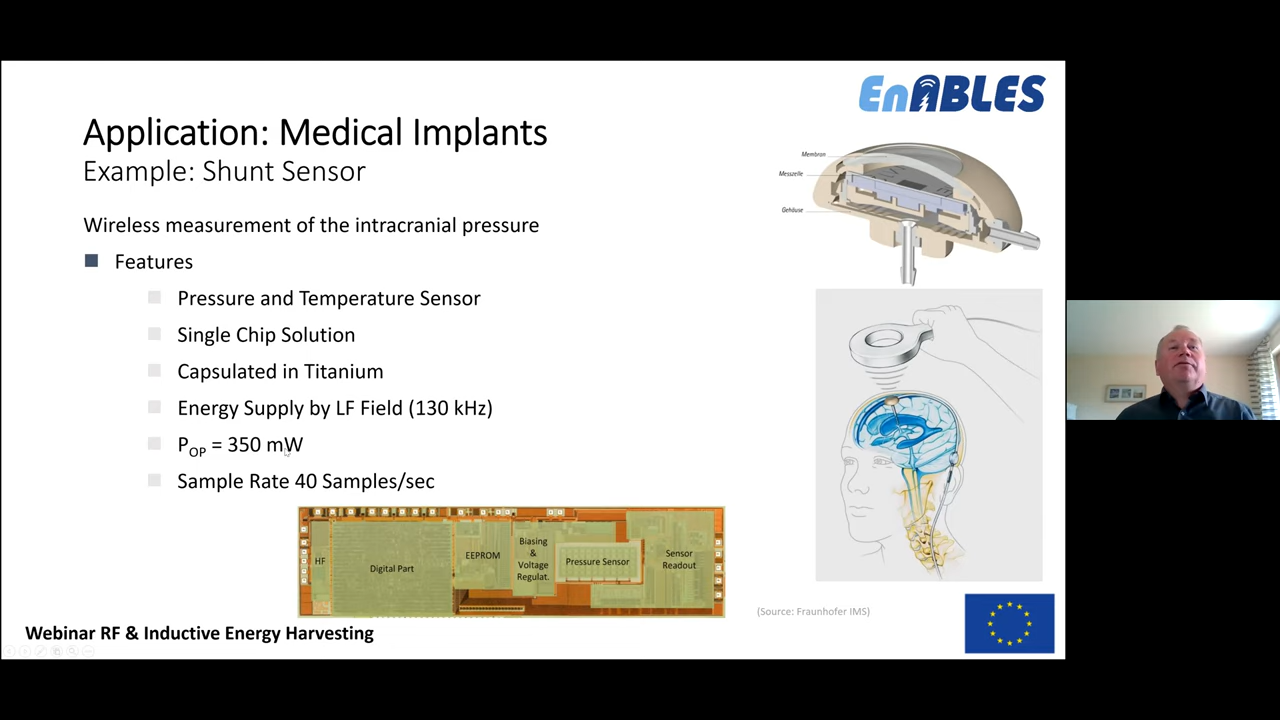 EnABLES
Application: Medical Implants
Example: Shunt Sensor
Membran
Messzelle
Gehäuse
Wireless measurement of the intracranial pressure
Features
Pressure and Temperature Sensor
Single Chip Solution
Capsulated in Titanium
Energy Supply by LF Field (130 kHz)
POP = 350 mW
Sample Rate 40 Samples/sec
HF
Digital Part
EEPROM
Biasing
&
Voltage
Regulat.
Pressure Sensor
Sensor
Readout
(Source: Fraunhofer IMS)
Webinar RF & Inductive Energy Harvesting